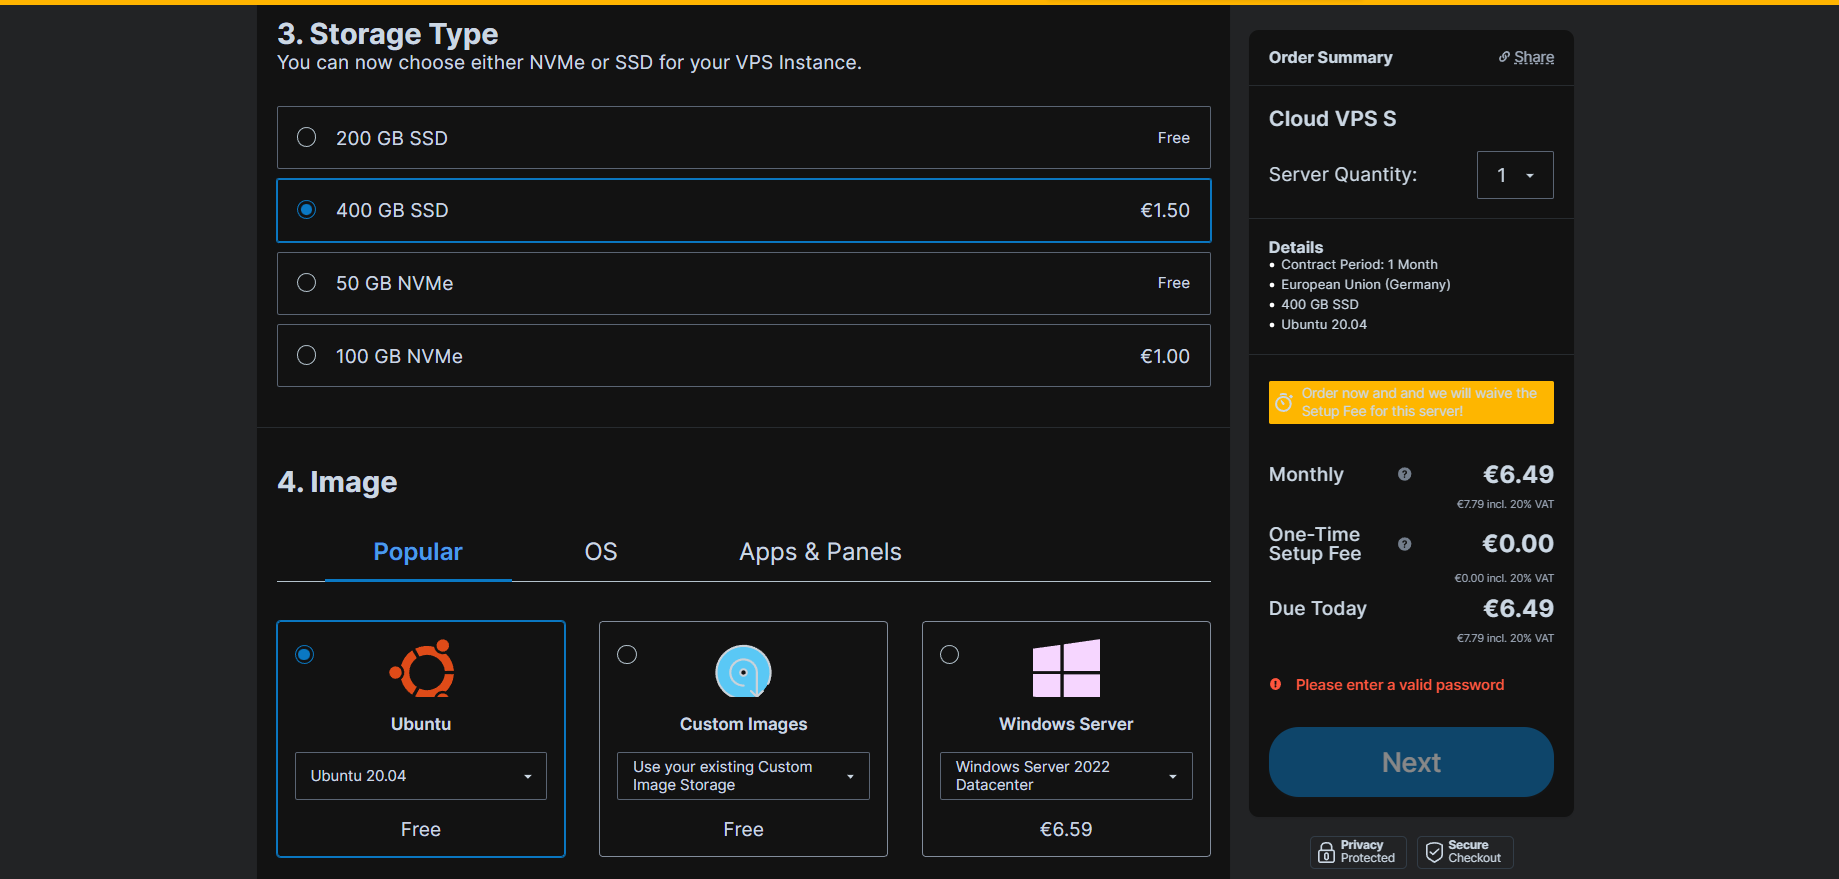 3. Storage Type
You can now choose either NVMe or SSD for your VPS Instance.
200 GB SSD
Free
400 GB SSD
€1.50
50 GB NVMe
Free
100 GB NVMe
€1.00
4. Image
Popular
OS
Apps & Panels
Ubuntu
Ubuntu 20.04
Free
Custom Images
Use your existing Custom
Image Storage
Free
Windows Server
Windows Server 2022
Datacenter
€6.59
Order Summary
Share
Cloud VPS S
Server Quantity:
1
Details
Contract Period: 1 Month
European Union (Germany)
400 GB SSD
Ubuntu 20.04
Order now and and we will waive the
Setup Fee for this server!
Monthly
€6.49
€7.79 incl. 20% VAT
One-Time
Setup Fee
€0.00
€0.00 incl. 20% VAT
Due Today
€6.49
€7.79 incl. 20% VAT
Please enter a valid password
Next
Privacy
Protected
Secure
Checkout